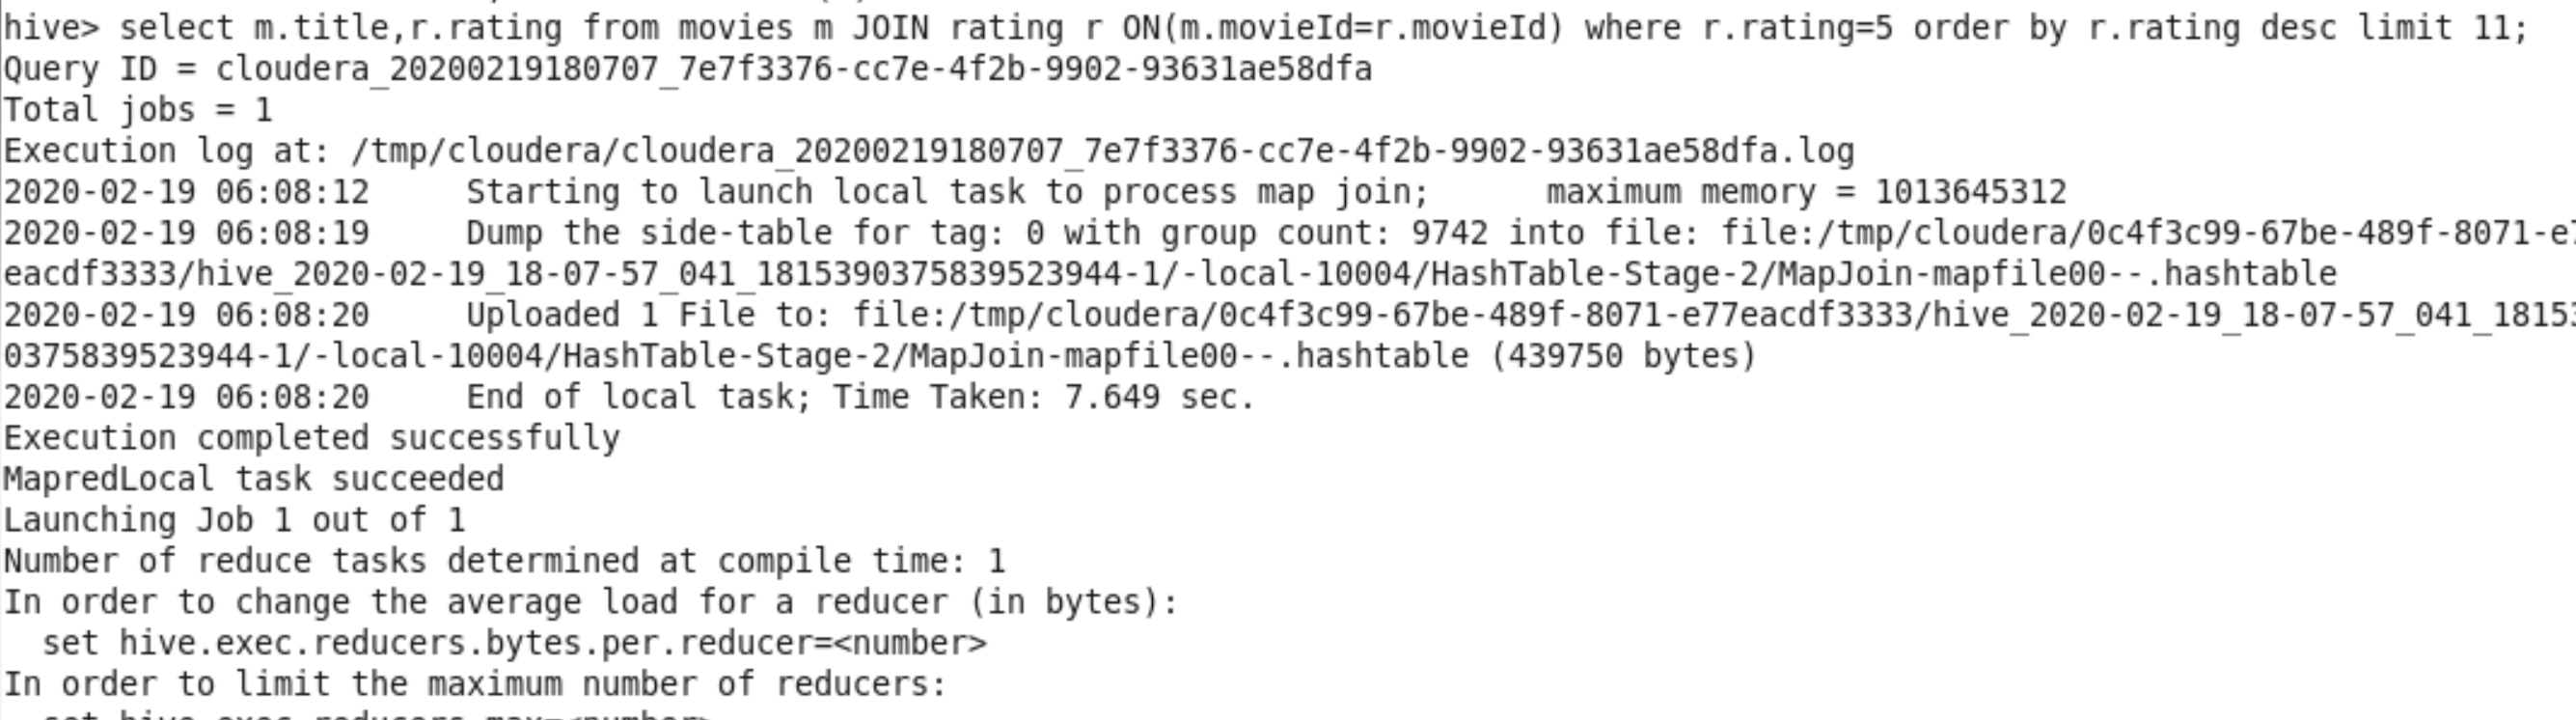 hive> select m.title,r.rating from movies m JOIN rating r ON(m.movieId=r.movieId) where r.rating=5 order by r.rating desc limit 11;
Query ID = cloudera_20200219180707_7e7f3376-cc7e-4f2b-9902-93631ae58dfa
Total jobs = 1
Execution log at: /tmp/cloudera/cloudera_20200219180707_7e7f3376-cc7e-4f2b-9902-93631ae58dfa.log
2020-02-19 06:08:12     Starting to launch local task to process map join;      maximum memory = 1013645312
2020-02-19 06:08:19     Dump the side-table for tag: 0 with group count: 9742 into file: file:/tmp/cloudera/0c4f3c99-67be-489f-8071-e7
eacdf3333/hive_2020-02-19_18-07-57_041_1815390375839523944-1/-local-10004/HashTable-Stage-2/MapJoin-mapfile00--.hashtable
2020-02-19 06:08:20     Uploaded 1 File to: file:/tmp/cloudera/0c4f3c99-67be-489f-8071-e77eacdf3333/hive_2020-02-19_18-07-57_041_1815
0375839523944-1/-local-10004/HashTable-Stage-2/MapJoin-mapfile00--.hashtable (439750 bytes)
2020-02-19 06:08:20     End of local task; Time Taken: 7.649 sec.
Execution completed successfully
MapredLocal task succeeded
Launching Job 1 out of 1
Number of reduce tasks determined at compile time: 1
In order to change the average load for a reducer (in bytes):
  set hive.exec.reducers.bytes.per.reducer=<number>
In order to limit the maximum number of reducers:
  set hive.exec.reducers.max=<number>